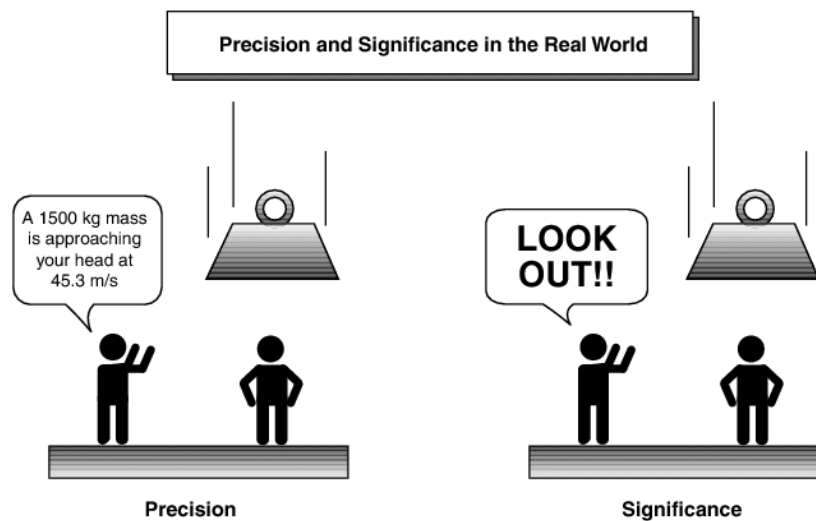 Precision and Significance in the Real World
A 1500 kg mass
is approaching
your head at
45.3 m/s
LOOK
OUT!!
Precision
Significance